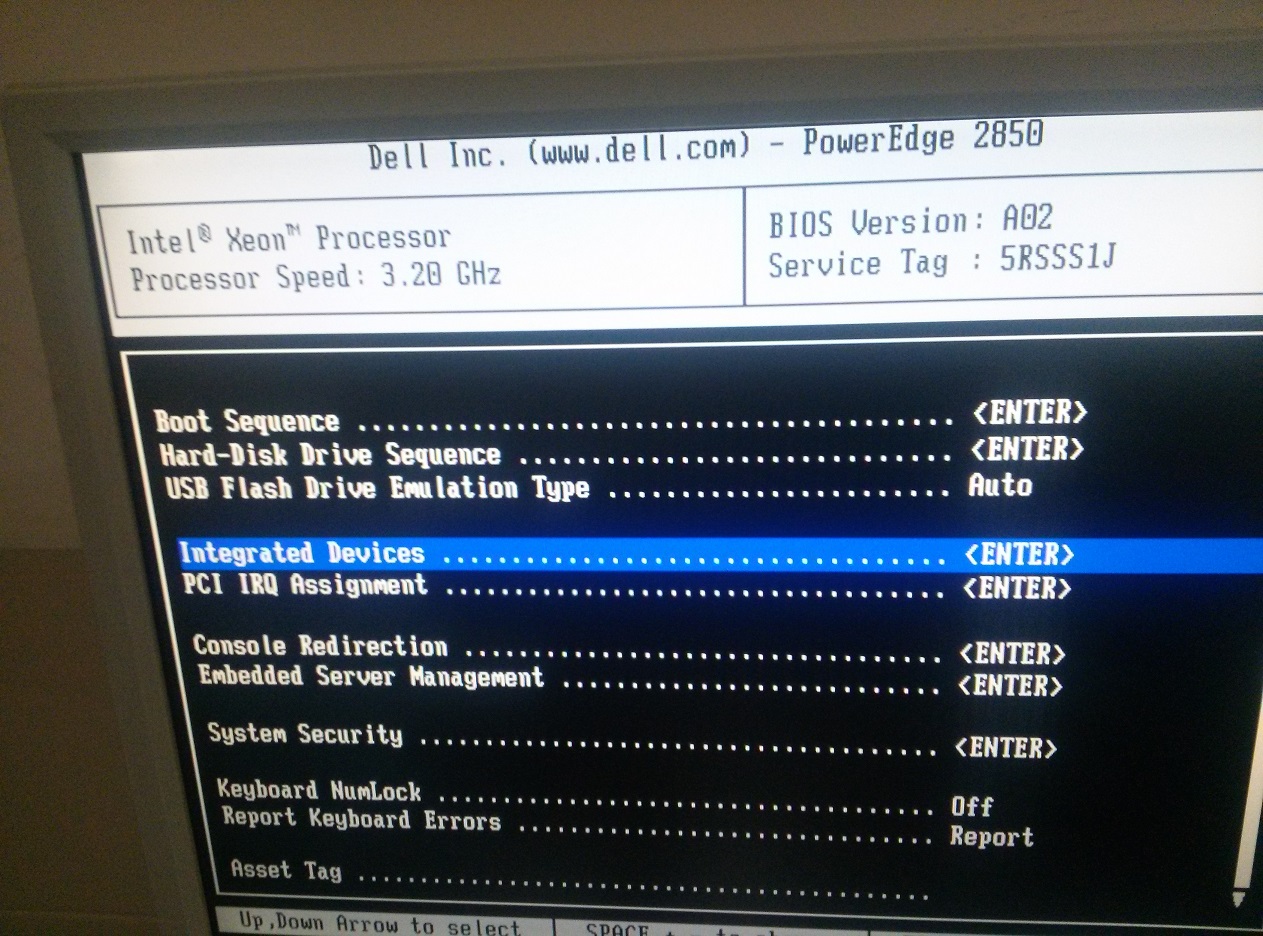 Dell Inc. (www.dell.com) - PowerEdge 2850
Intel® Xeon™ Processor
Processor Speed: 3.20 GHz
BIOS Version: A02
Service Tag : 5RSSS1J
Boot Sequence ........................................ <ENTER>
Hard-Disk Drive Sequence .............................. <ENTER>
USB Flash Drive Emulation Type ........................ Auto
Integrated Devices .................................... <ENTER>
PCI IRQ Assignment .................................... <ENTER>
Console Redirection ................................... <ENTER>
Embedded Server Management ............................ <ENTER>
System Security ....................................... <ENTER>
Keyboard NumLock ...................................... Off
Report Keyboard Errors ................................ Report
Asset Tag .............................................
Up,Down Arrow to select
SPACE